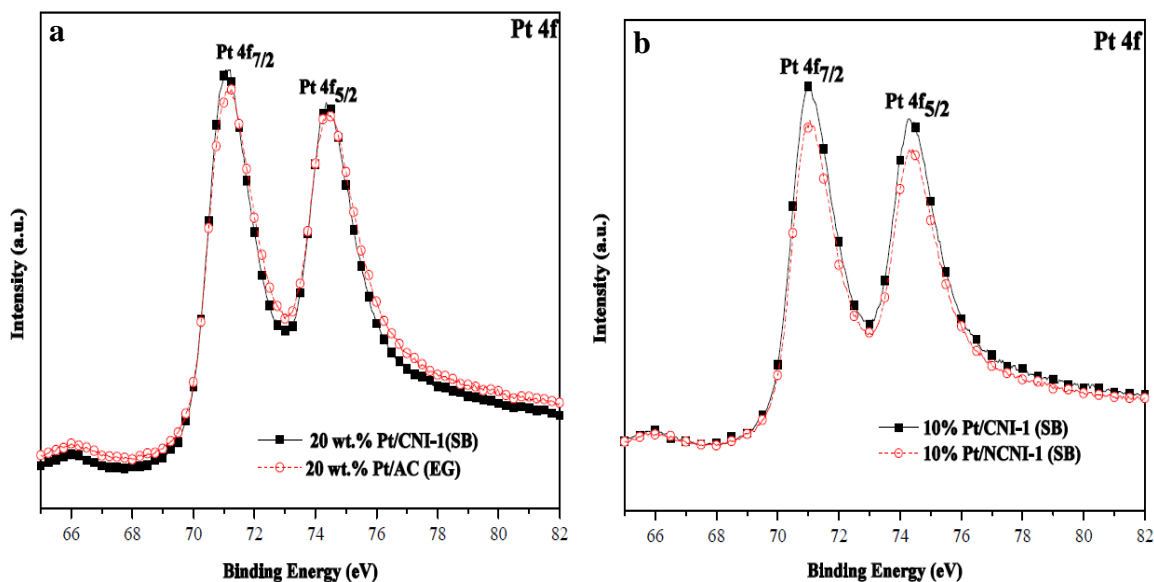 a
Pt 4f
Pt 4f7/2
Pt 4f5/2
Intensity (a.u.)
20 wt.% Pt/CNI-1(SB)
20 wt.% Pt/AC (EG)
66 68 70 72 74 76 78 80 82
Binding Energy (eV)
b
Pt 4f
Pt 4f7/2
Pt 4f5/2
Intensity (a.u.)
10% Pt/CNI-1 (SB)
10% Pt/NCNI-1 (SB)
66 68 70 72 74 76 78 80 82
Binding Energy (eV)